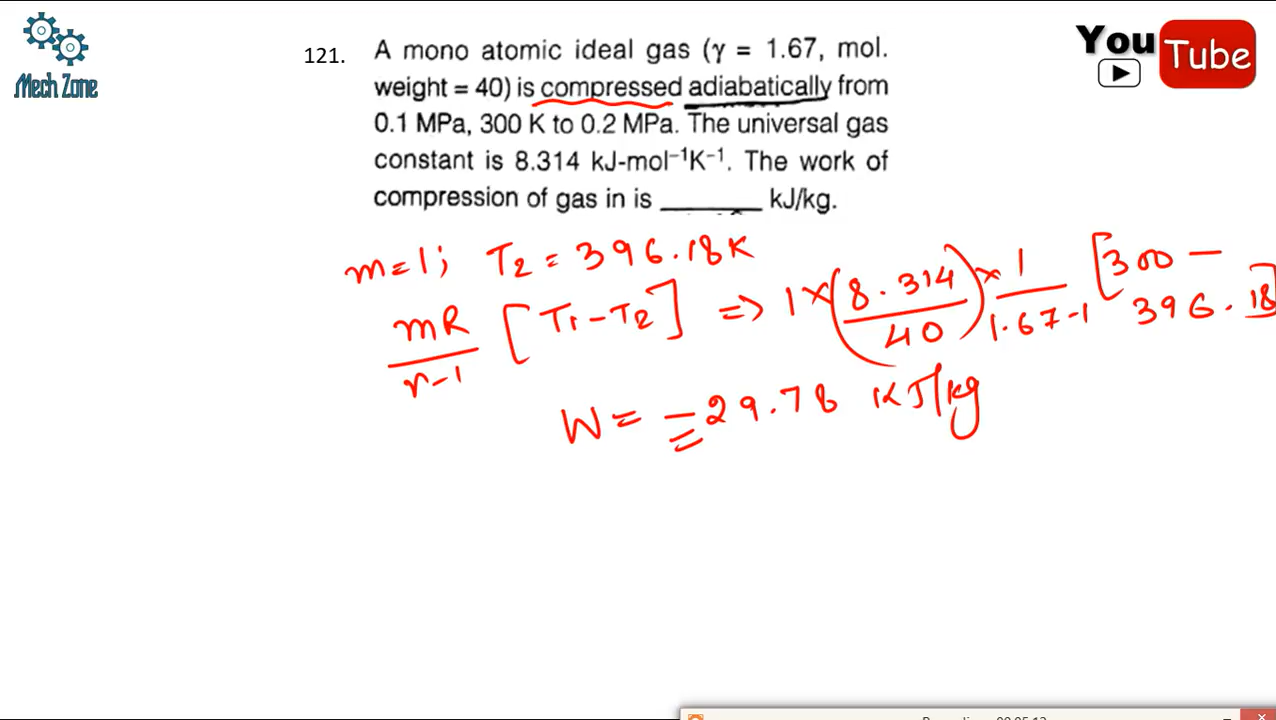 Mech Zone
You Tube
121. A mono atomic ideal gas (γ = 1.67, mol.
weight = 40) is compressed adiabatically from
0.1 MPa, 300 K to 0.2 MPa. The universal gas
constant is 8.314 kJ-mol⁻¹K⁻¹. The work of
compression of gas in is ________ kJ/kg.
m=1; T2 = 396.18K
mR/r-1 [T1-T2] => 1×(8.314/40)×1/1.67-1 [300 - 396.18]
W = -29.78 KJ/kg